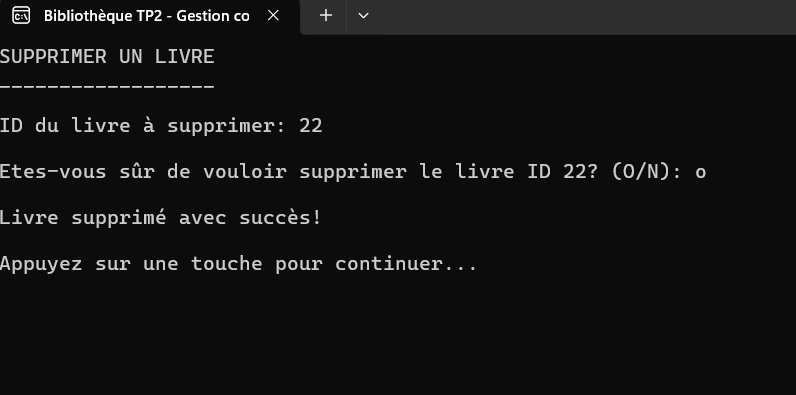 Bibliothèque TP2 - Gestion co
SUPPRIMER UN LIVRE
------------------
ID du livre à supprimer: 22
Etes-vous sûr de vouloir supprimer le livre ID 22? (O/N): o
Livre supprimé avec succès!
Appuyez sur une touche pour continuer...